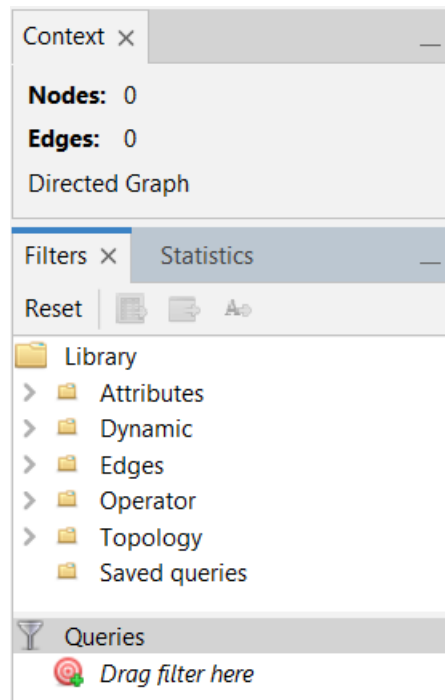 Context
Nodes: 0
Edges: 0
Directed Graph
Filters Statistics
Reset
Library
Attributes
Dynamic
Edges
Operator
Topology
Saved queries
Queries
Drag filter here